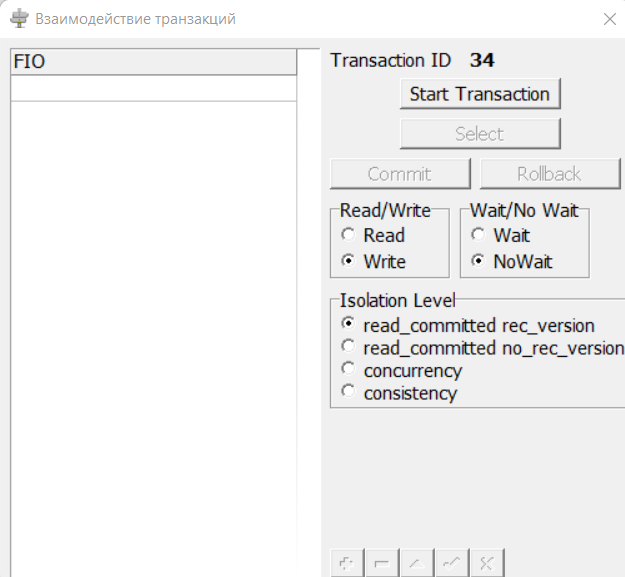 Взаимодействие транзакций
FIO
Transaction ID 34
Start Transaction
Select
Commit Rollback
Read/Write Wait/No Wait
Read Wait
Write NoWait
Isolation Level
read_committed rec_version
read_committed no_rec_version
concurrency
consistency